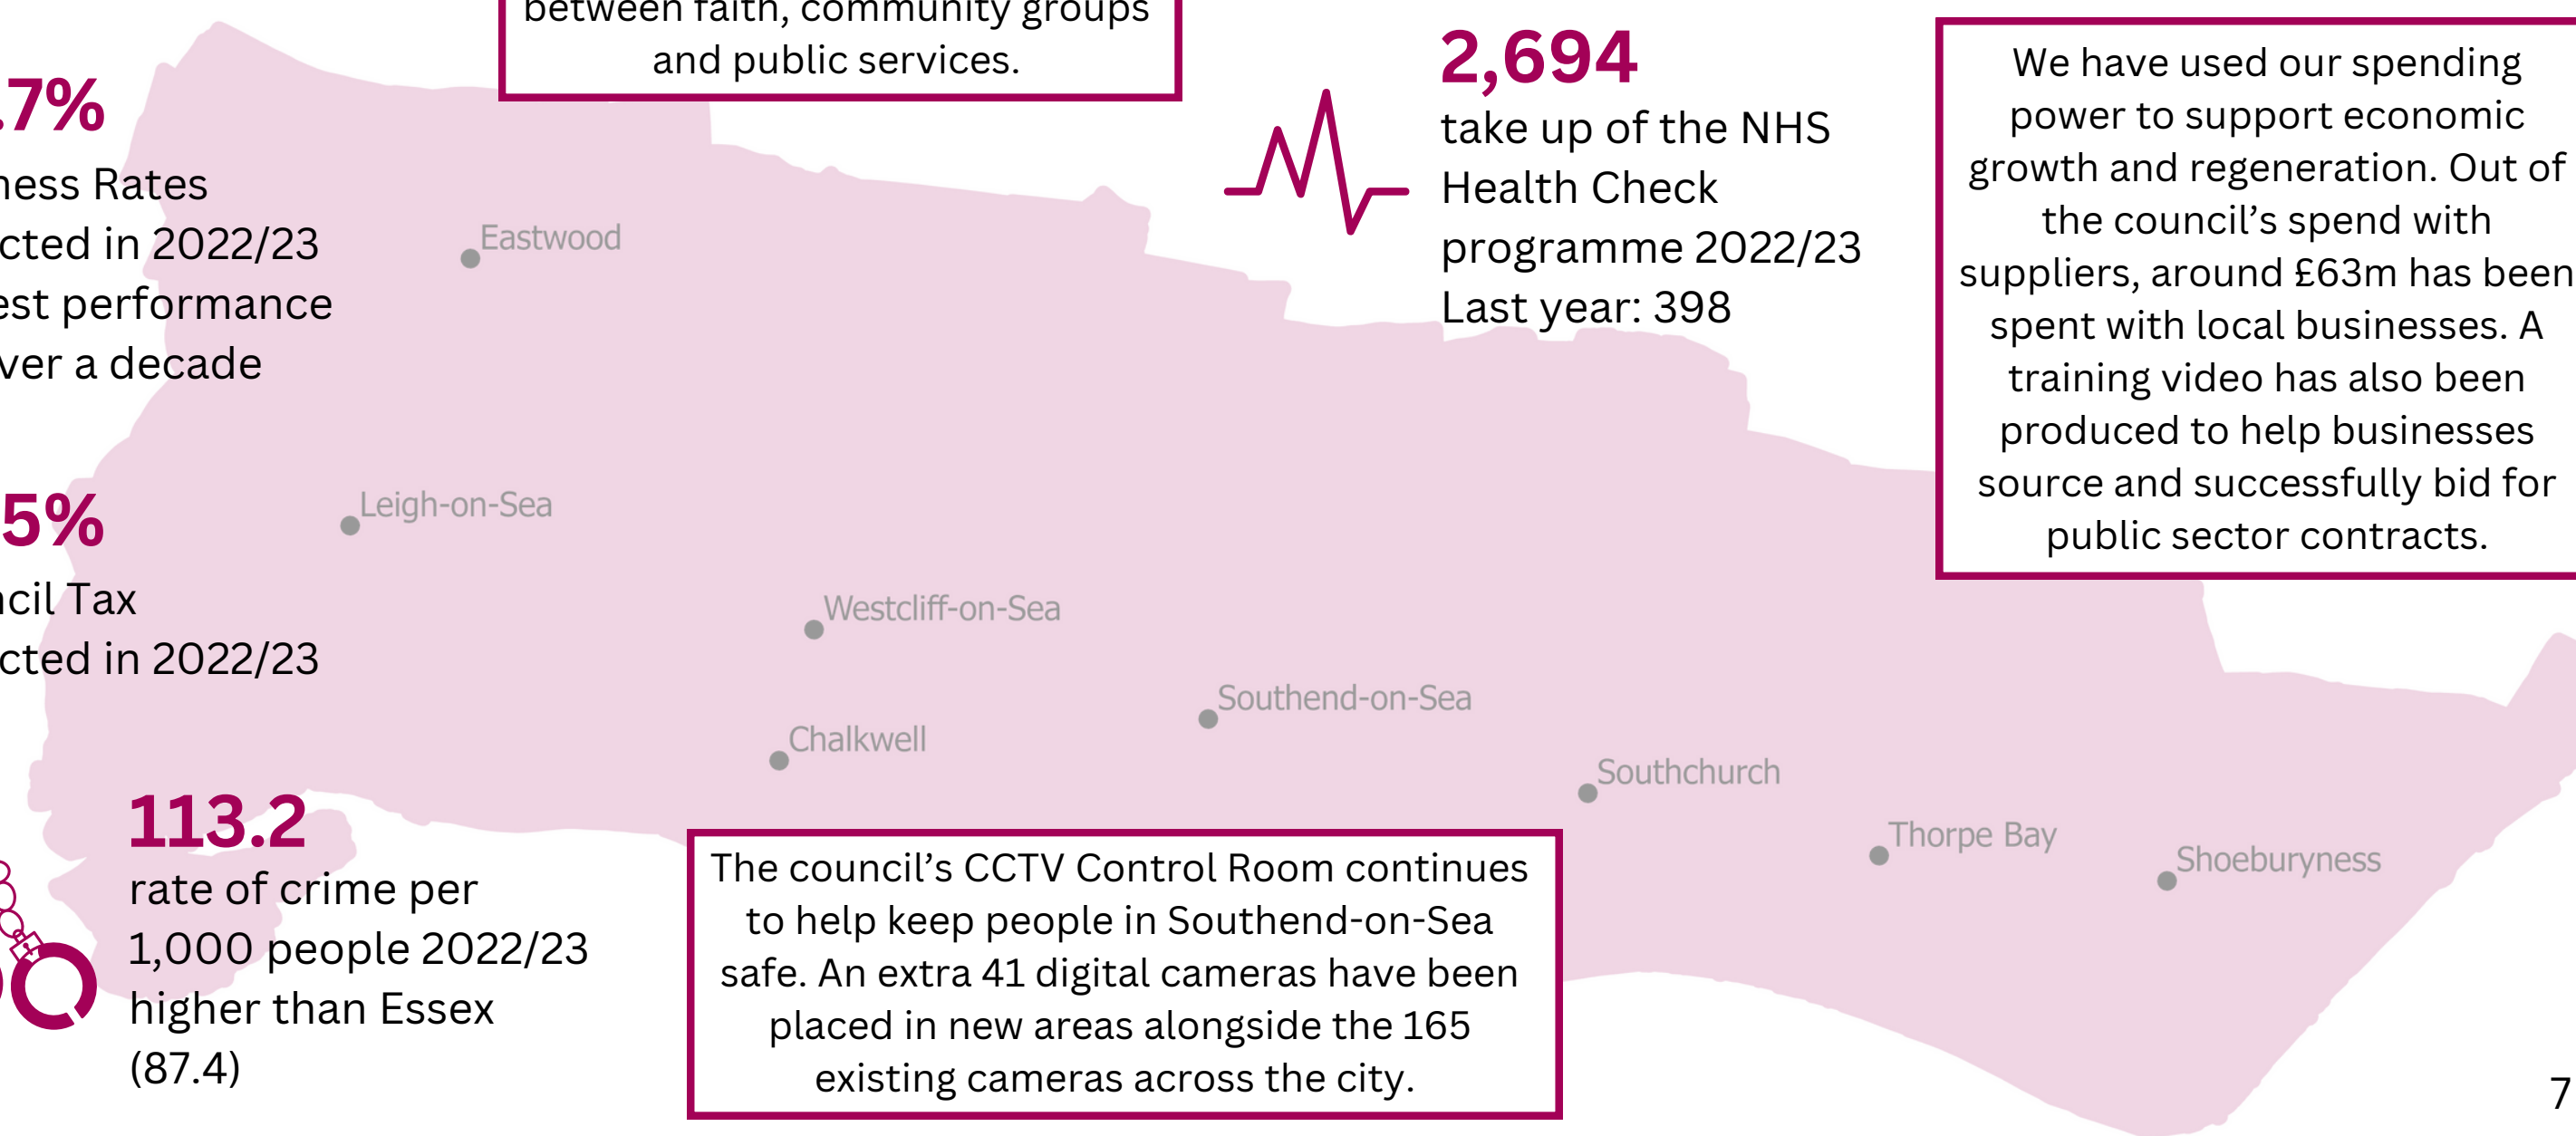 between faith, community groups
and public services.
.7%
ness Rates
cted in 2022/23
est performance
ver a decade
5%
cil Tax
cted in 2022/23
113.2
rate of crime per
1,000 people 2022/23
higher than Essex
(87.4)
2,694
take up of the NHS
Health Check
programme 2022/23
Last year: 398
We have used our spending
power to support economic
growth and regeneration. Out of
the council’s spend with
suppliers, around £63m has been
spent with local businesses. A
training video has also been
produced to help businesses
source and successfully bid for
public sector contracts.
Eastwood
Leigh-on-Sea
Westcliff-on-Sea
Southend-on-Sea
Chalkwell
Southchurch
Thorpe Bay
Shoeburyness
The council’s CCTV Control Room continues
to help keep people in Southend-on-Sea
safe. An extra 41 digital cameras have been
placed in new areas alongside the 165
existing cameras across the city.
7